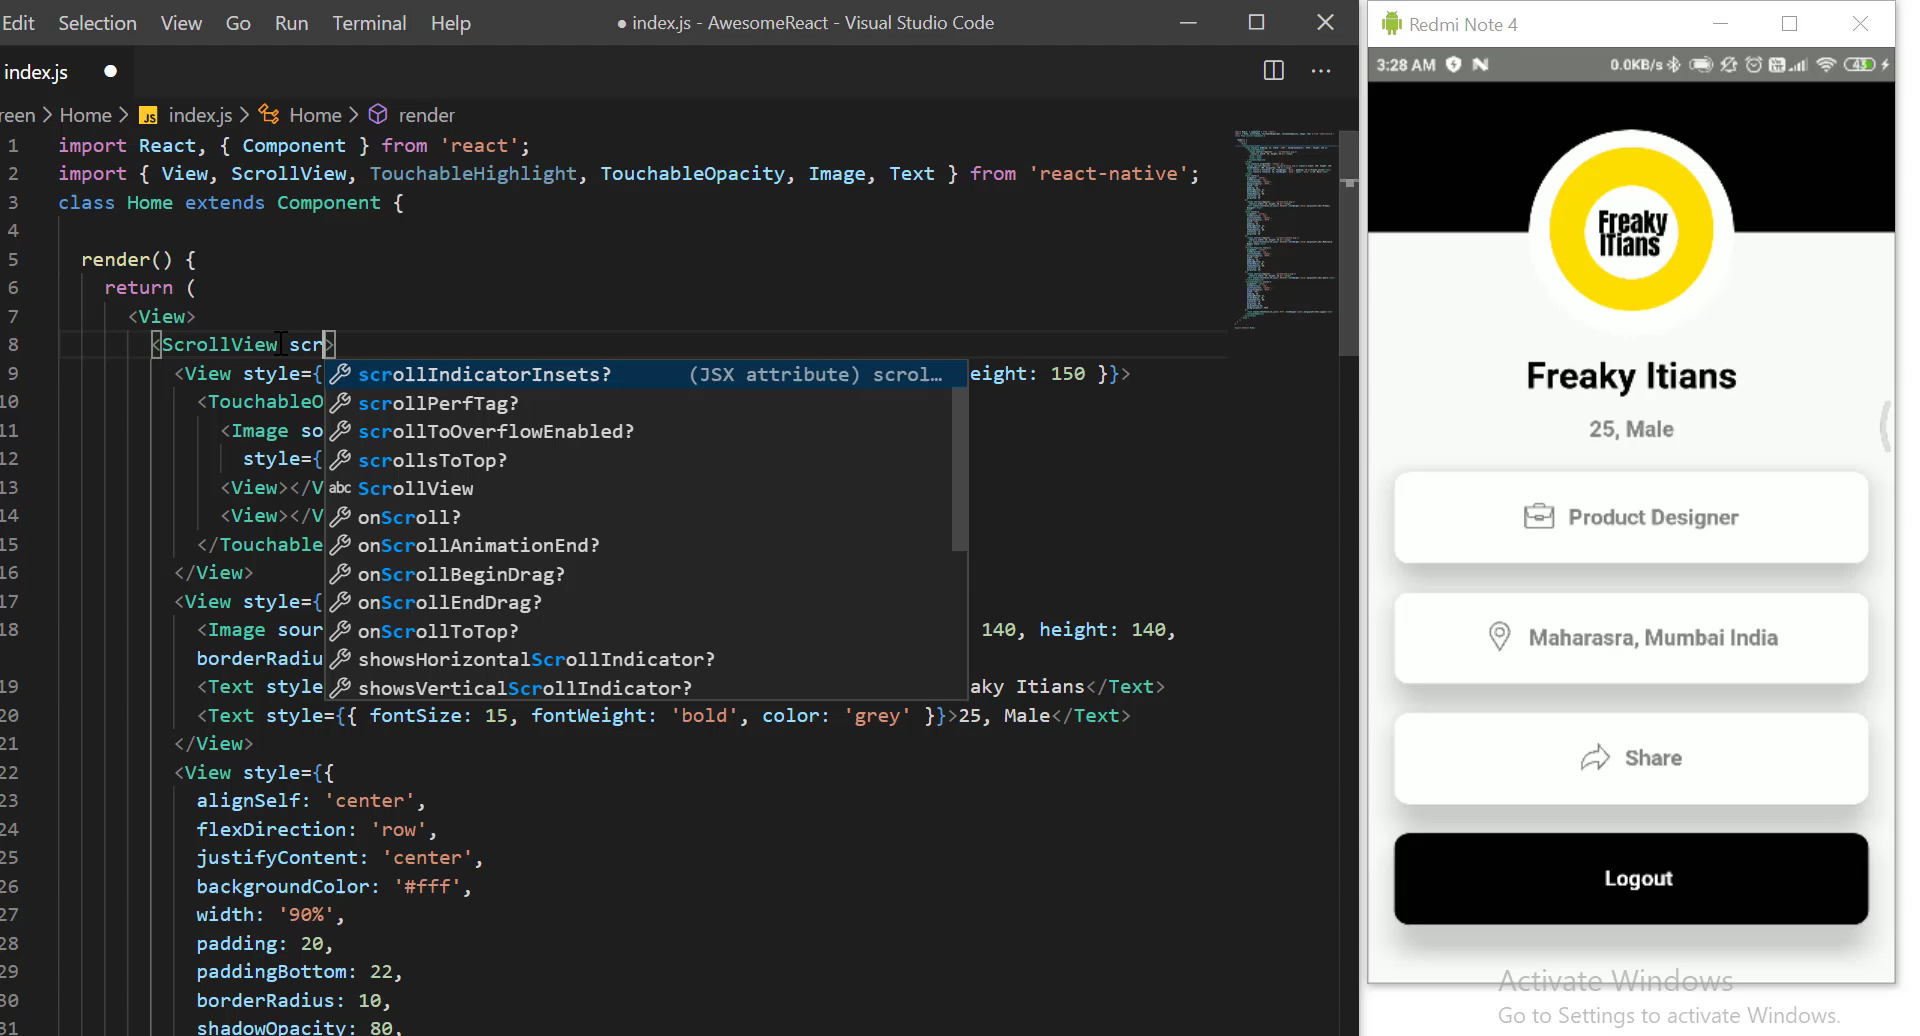 Edit Selection View Go Run Terminal Help ● index.js - AwesomeReact - Visual Studio Code
index.js
reen > Home > JS index.js > Home > render
1 import React, { Component } from 'react';
2 import { View, ScrollView, TouchableHighlight, TouchableOpacity, Image, Text } from 'react-native';
3 class Home extends Component {
4
5 render() {
6 return (
7 <View>
8 <ScrollView scr>
9 <View style={ eight: 150 }}>
10 <TouchableO
11 <Image so
12 style={
13 <View></V
14 <View></V
15 </Touchable
16 </View>
17 <View style={
18 <Image sour 140, height: 140,
borderRadiu
19 <Text style aky Itians</Text>
20 <Text style={{ fontSize: 15, fontWeight: 'bold', color: 'grey' }}>25, Male</Text>
21 </View>
22 <View style={{
23 alignSelf: 'center',
24 flexDirection: 'row',
25 justifyContent: 'center',
26 backgroundColor: '#fff',
27 width: '90%',
28 padding: 20,
29 paddingBottom: 22,
30 borderRadius: 10,
31 shadowOpacity: 80,
scrollIndicatorInsets? (JSX attribute) scrol…
scrollPerfTag?
scrollToOverflowEnabled?
scrollsToTop?
abc ScrollView
onScroll?
onScrollAnimationEnd?
onScrollBeginDrag?
onScrollEndDrag?
onScrollToTop?
showsHorizontalScrollIndicator?
showsVerticalScrollIndicator?
Redmi Note 4
3:28 AM 0.0KB/s 43
Freaky
ITians
Freaky Itians
25, Male
Product Designer
Maharasra, Mumbai India
Share
Logout
Activate Windows
Go to Settings to activate Windows.